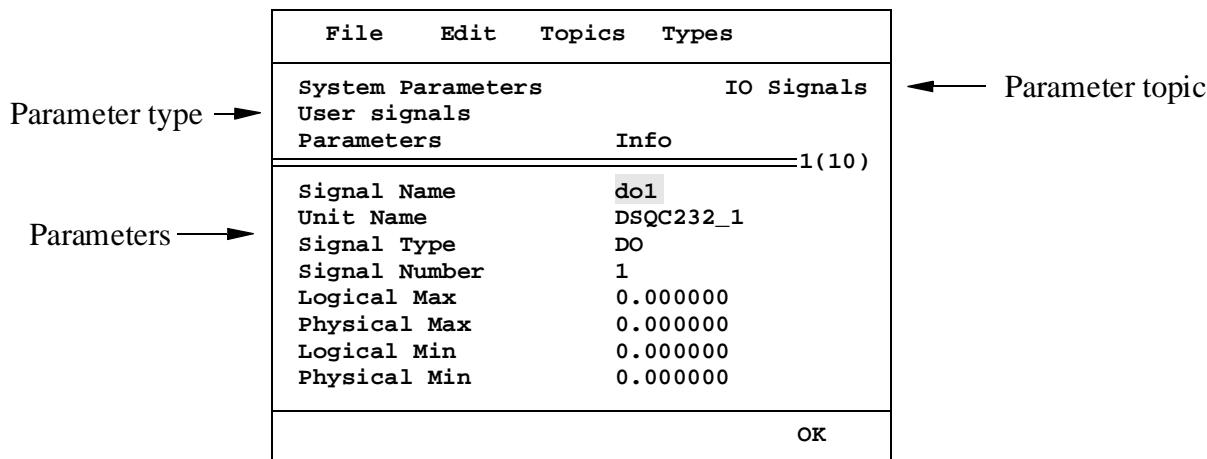 File Edit Topics Types
System Parameters IO Signals
Parameter topic
Parameter type
User signals
Parameters Info
1(10)
Signal Name do1
Unit Name DSQC232_1
Parameters
Signal Type DO
Signal Number 1
Logical Max 0.000000
Physical Max 0.000000
Logical Min 0.000000
Physical Min 0.000000
OK